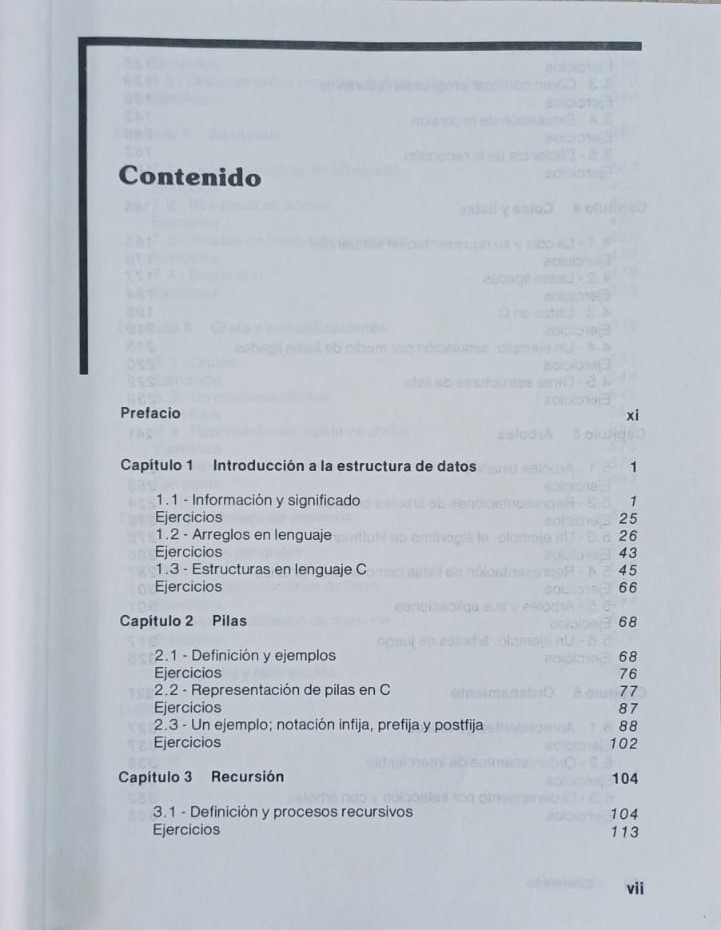 Contenido
Prefacio xi
Capítulo 1 Introducción a la estructura de datos 1
1.1 - Información y significado 1
Ejercicios 25
1.2 - Arreglos en lenguaje 26
Ejercicios 43
1.3 - Estructuras en lenguaje C 45
Ejercicios 66
Capítulo 2 Pilas 68
2.1 - Definición y ejemplos 68
Ejercicios 76
2.2 - Representación de pilas en C 77
Ejercicios 87
2.3 - Un ejemplo; notación infija, prefija y postfija 88
Ejercicios 102
Capítulo 3 Recursión 104
3.1 - Definición y procesos recursivos 104
Ejercicios 113
vii